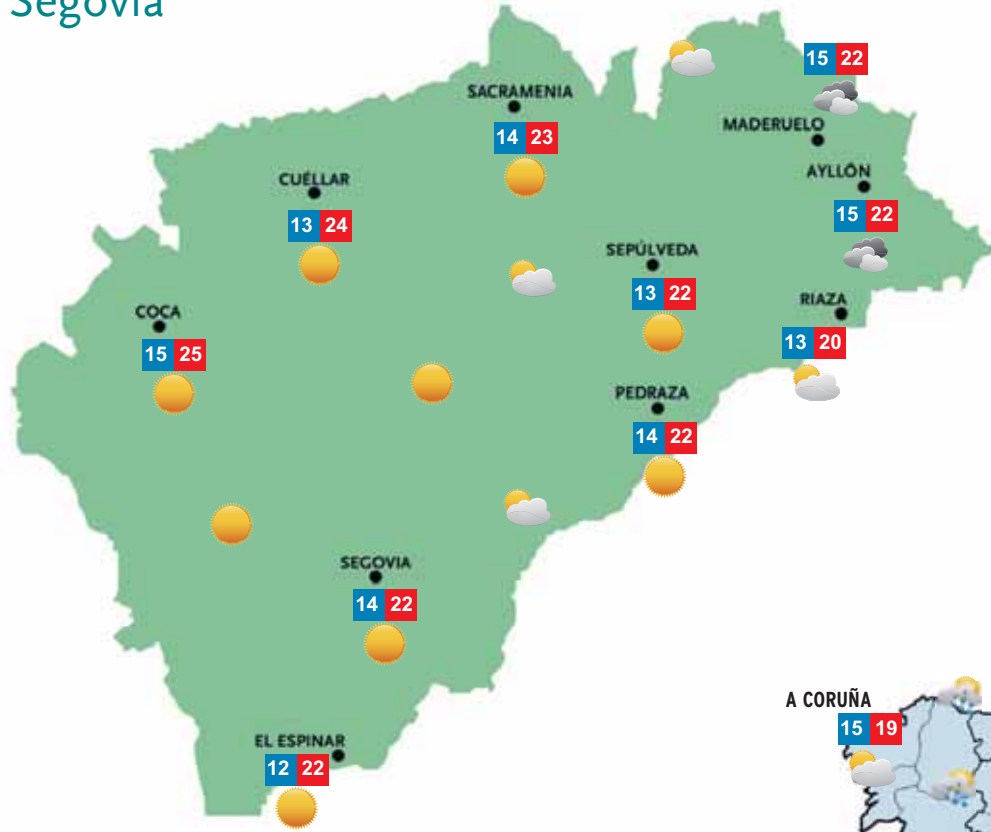 Segovia
SACRAMENIA
14 23
15 22
MADERUELO
CUÉLLAR
13 24
AYLLÓN
15 22
SEPÚLVEDA
13 22
COCA
15 25
RIAZA
13 20
PEDRAZA
14 22
SEGOVIA
14 22
EL ESPINAR
12 22
A CORUÑA
15 19